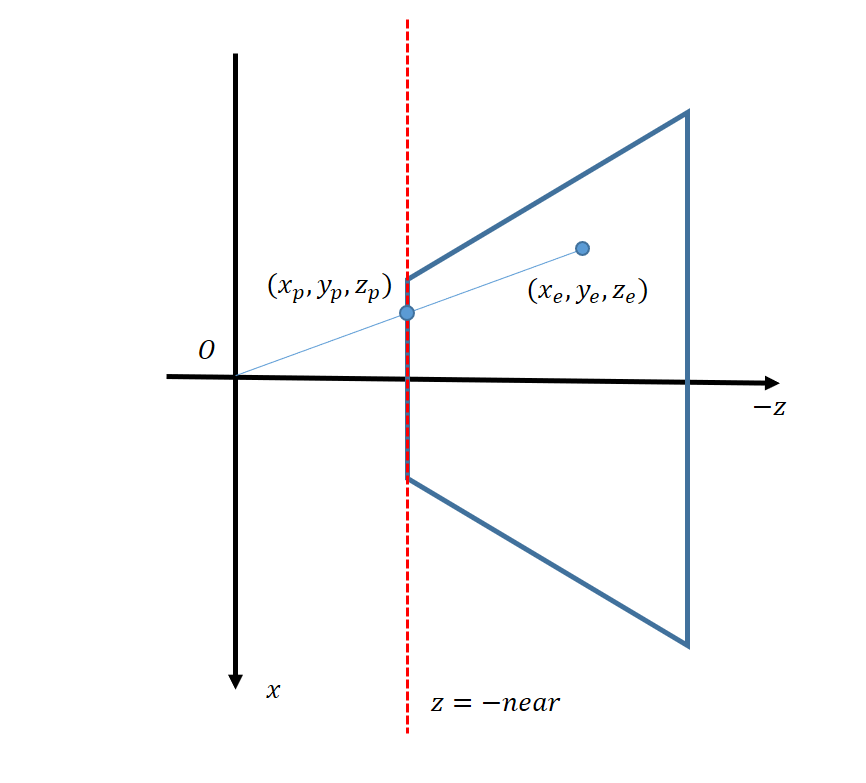 (x_p, y_p, z_p)
(x_e, y_e, z_e)
O
−z
x
z = −near